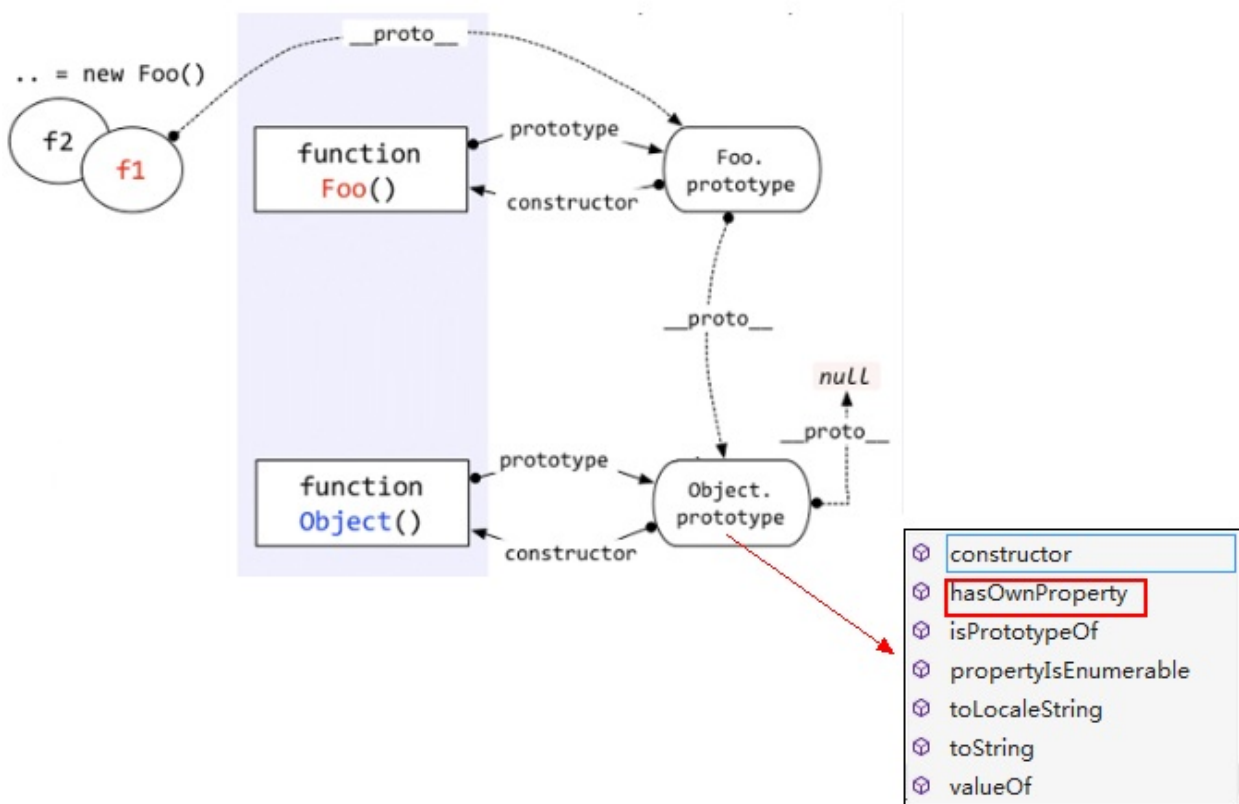 __proto__
.. = new Foo()
f2
f1
function
Foo()
prototype
constructor
Foo.
prototype
__proto__
null
__proto__
function
Object()
prototype
constructor
Object.
prototype
constructor
hasOwnProperty
isPrototypeOf
propertyIsEnumerable
toLocaleString
toString
valueOf